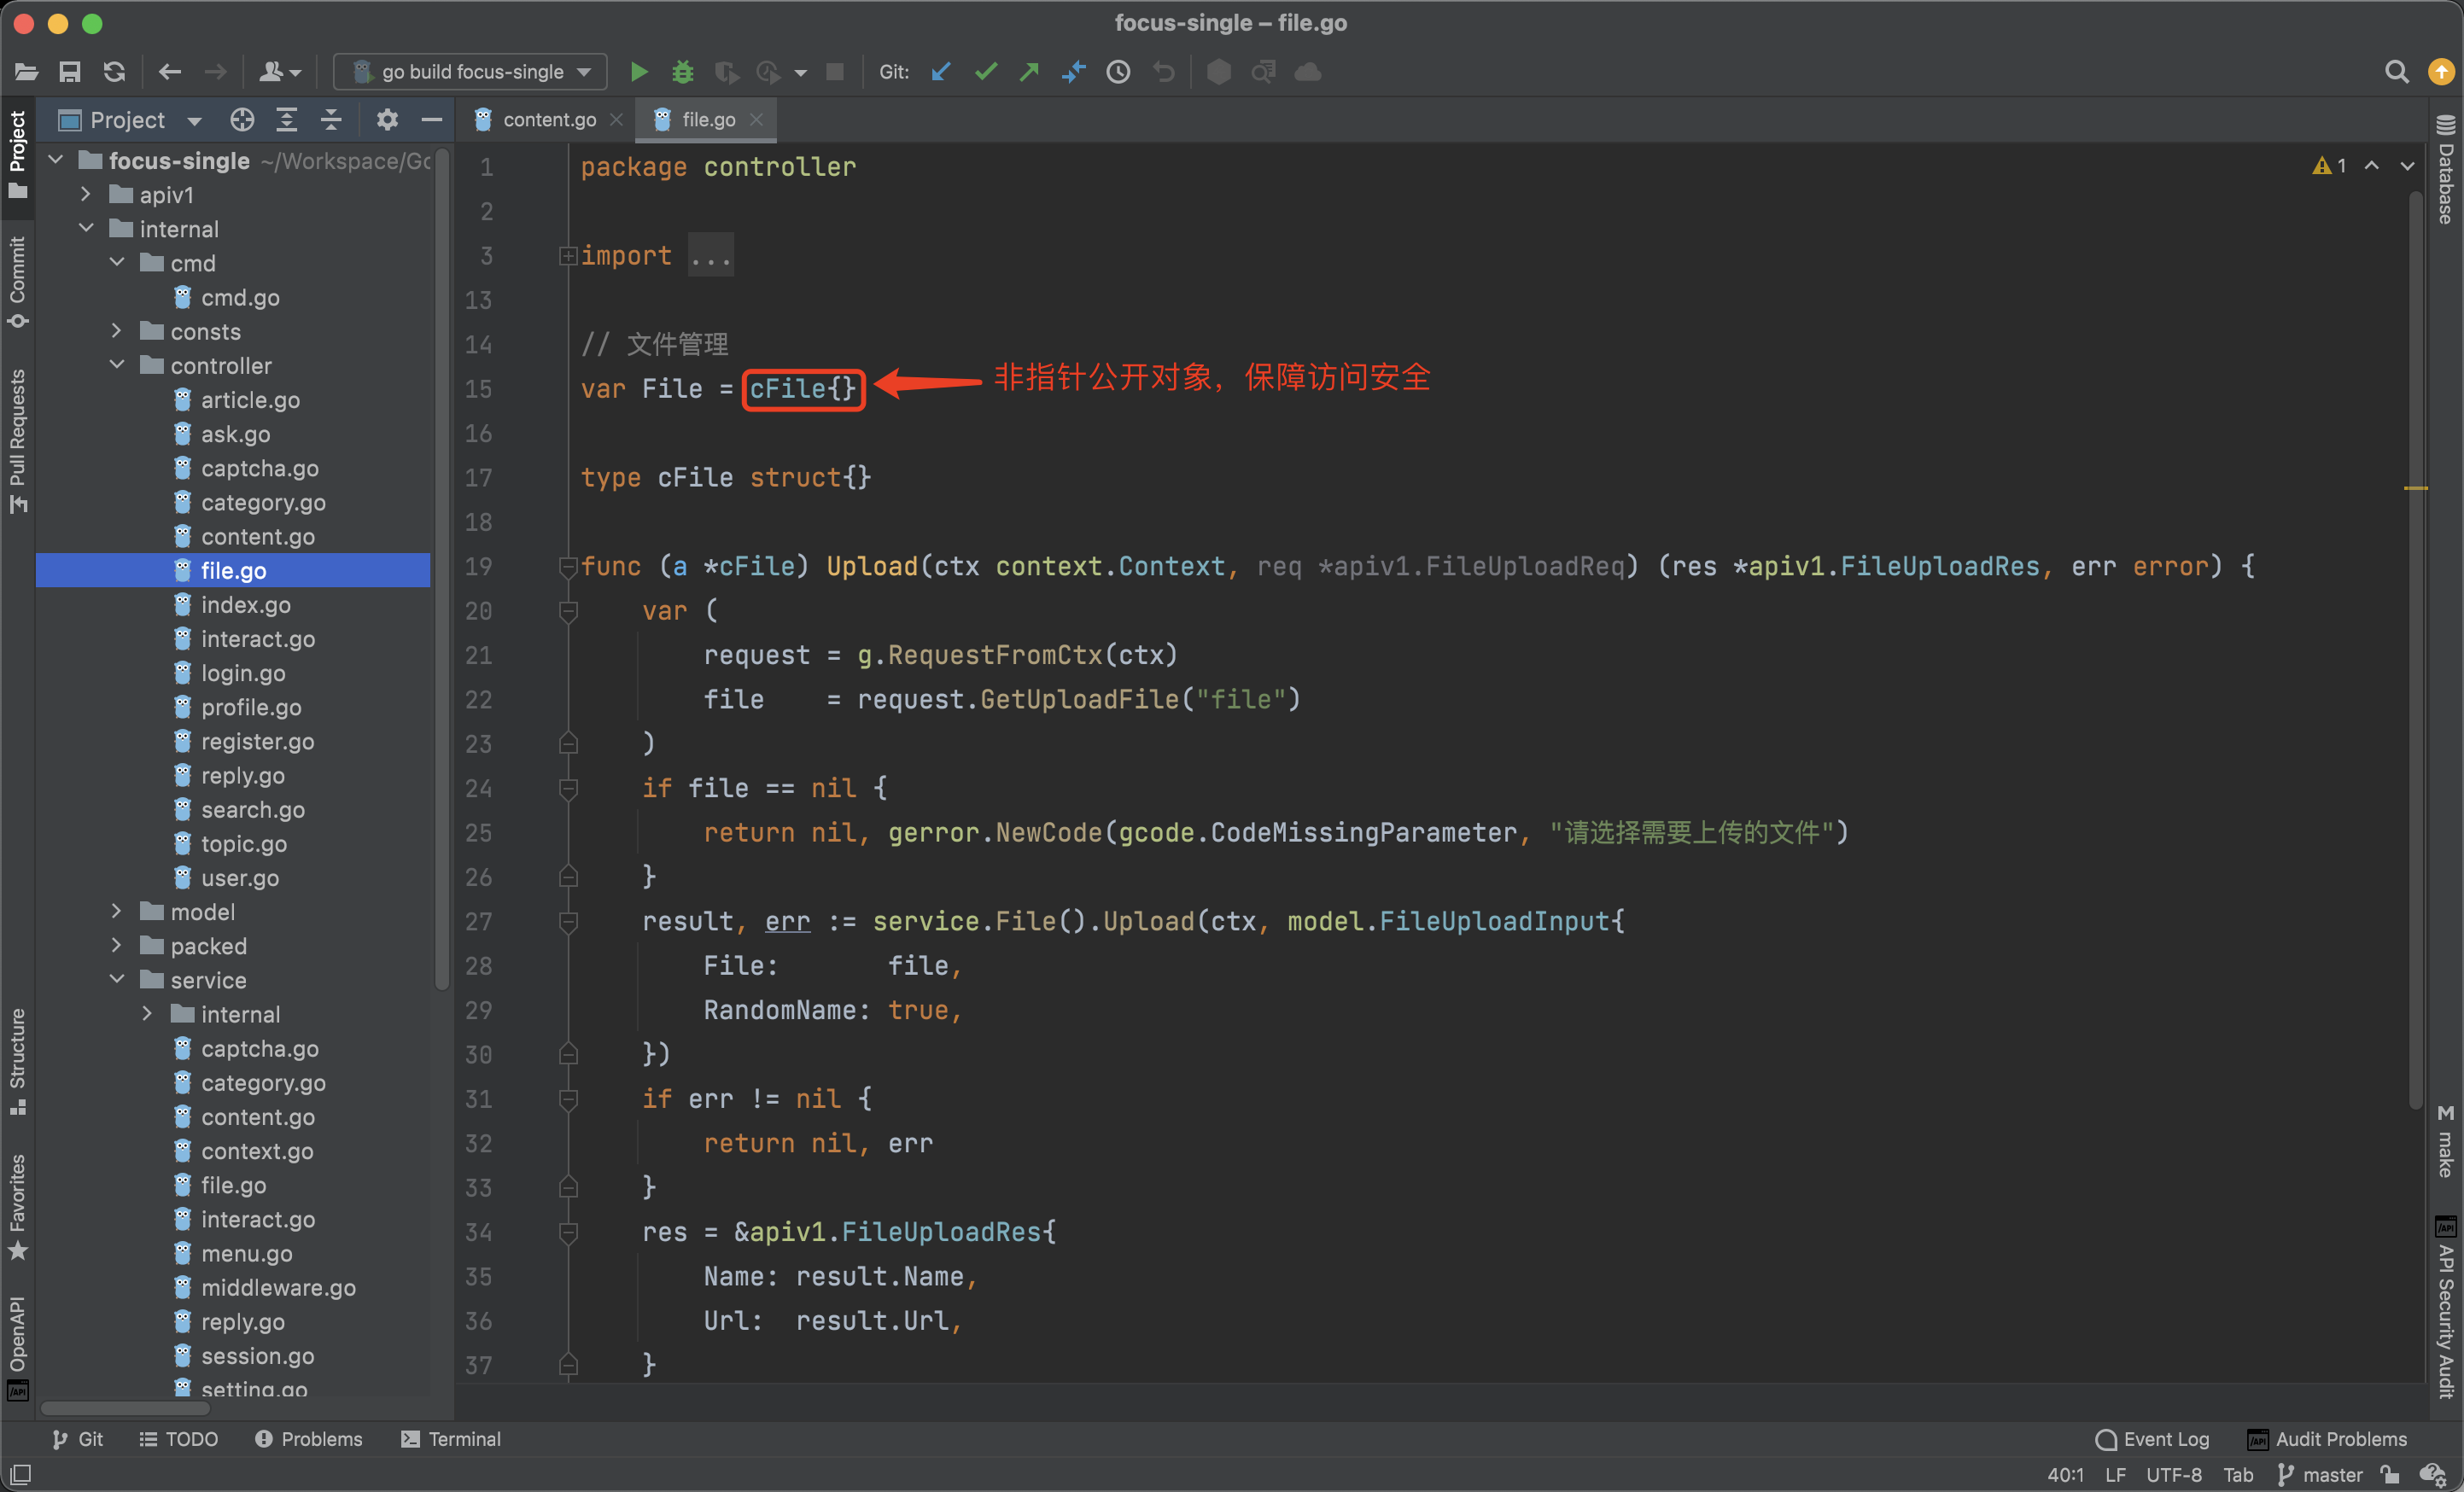 focus-single – file.go
go build focus-single
Git:
Project
content.go
file.go
Project
Commit
Pull Requests
Structure
Favorites
OpenAPI
focus-single ~/Workspace/Go
apiv1
internal
cmd
cmd.go
consts
controller
article.go
ask.go
captcha.go
category.go
content.go
file.go
index.go
interact.go
login.go
profile.go
register.go
reply.go
search.go
topic.go
user.go
model
packed
service
internal
captcha.go
category.go
content.go
context.go
file.go
interact.go
menu.go
middleware.go
reply.go
session.go
setting.go
1 package controller
2
3 import ...
13
14 // 文件管理
15 var File = cFile{}
非指针公开对象，保障访问安全
16
17 type cFile struct{}
18
19 func (a *cFile) Upload(ctx context.Context, req *apiv1.FileUploadReq) (res *apiv1.FileUploadRes, err error) {
20 var (
21 request = g.RequestFromCtx(ctx)
22 file = request.GetUploadFile("file")
23 )
24 if file == nil {
25 return nil, gerror.NewCode(gcode.CodeMissingParameter, "请选择需要上传的文件")
26 }
27 result, err := service.File().Upload(ctx, model.FileUploadInput{
28 File: file,
29 RandomName: true,
30 })
31 if err != nil {
32 return nil, err
33 }
34 res = &apiv1.FileUploadRes{
35 Name: result.Name,
36 Url: result.Url,
37 }
1
Database
make
API Security Audit
Git
TODO
Problems
Terminal
Event Log
Audit Problems
40:1 LF UTF-8 Tab master